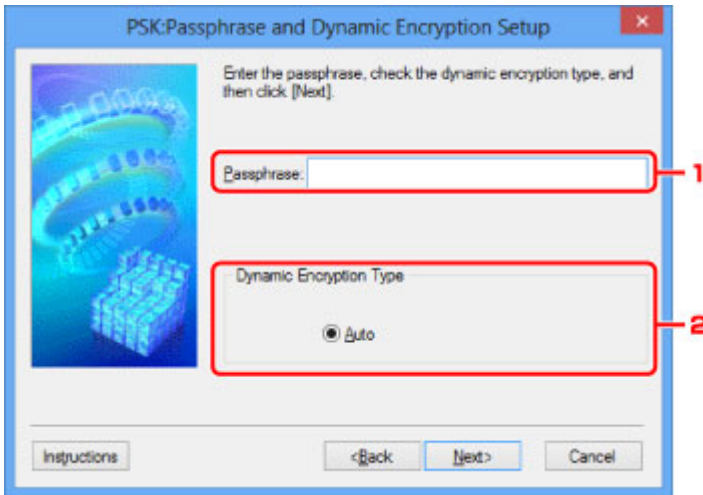 PSK:Passphrase and Dynamic Encryption Setup
Enter the passphrase, check the dynamic encryption type, and
then click [Next].
Passphrase:
1
Dynamic Encryption Type
Auto
2
Instructions
<Back
Next>
Cancel